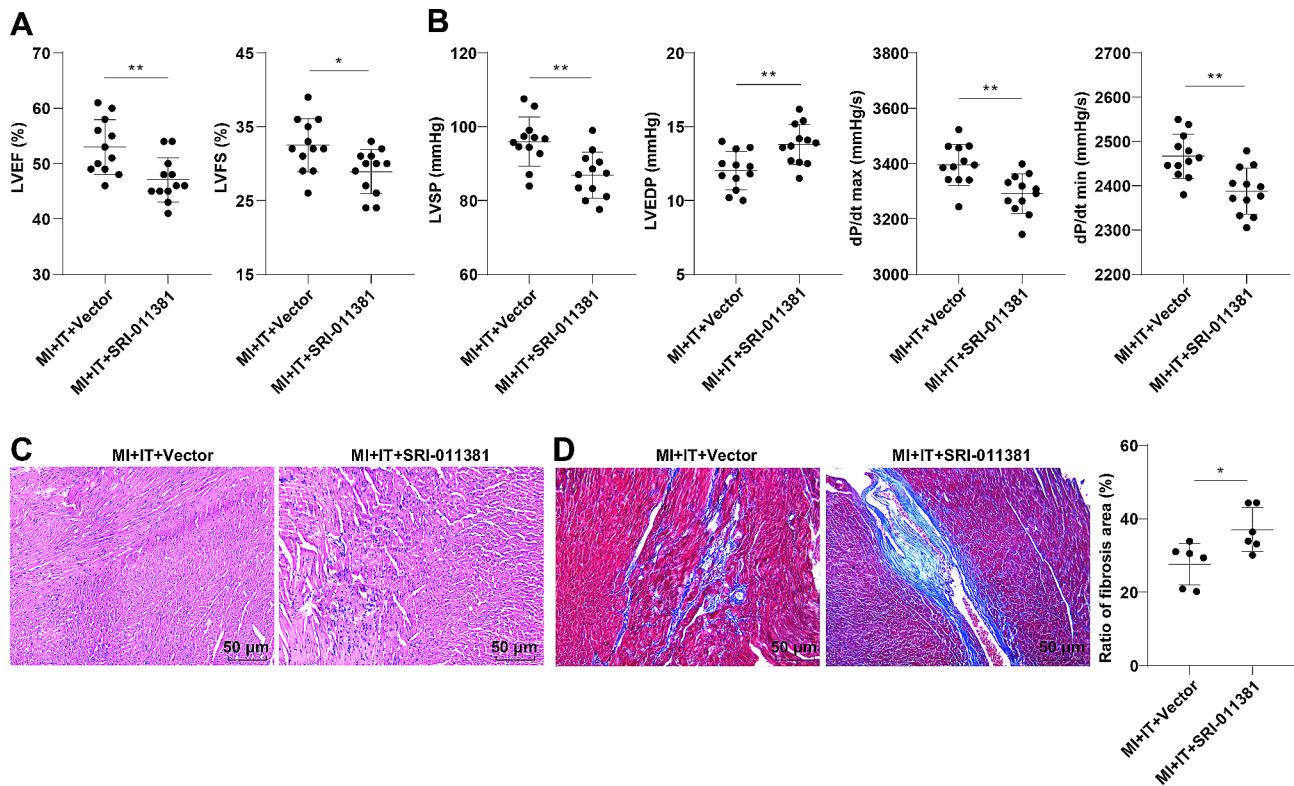 A
B
70
60
50
40
30
LVEF (%)
**
MI+IT+Vector
MI+IT+SRI-011381
45
35
25
15
LVFS (%)
*
MI+IT+Vector
MI+IT+SRI-011381
120
100
80
60
LVSP (mmHg)
**
MI+IT+Vector
MI+IT+SRI-011381
20
15
10
5
LVEDP (mmHg)
**
MI+IT+Vector
MI+IT+SRI-011381
3800
3600
3400
3200
3000
dP/dt max (mmHg/s)
**
MI+IT+Vector
MI+IT+SRI-011381
2700
2600
2500
2400
2300
2200
dP/dt min (mmHg/s)
**
MI+IT+Vector
MI+IT+SRI-011381
C
MI+IT+Vector
MI+IT+SRI-011381
50 μm
50 μm
D
MI+IT+Vector
MI+IT+SRI-011381
50 μm
50 μm
60
40
20
0
Ratio of fibrosis area (%)
*
MI+IT+Vector
MI+IT+SRI-011381